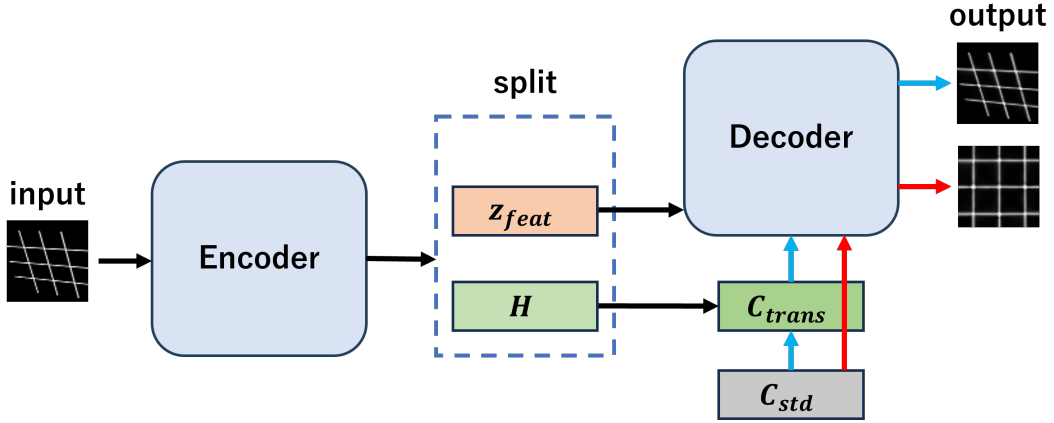 input
Encoder
split
z_feat
H
Decoder
C_trans
C_std
output